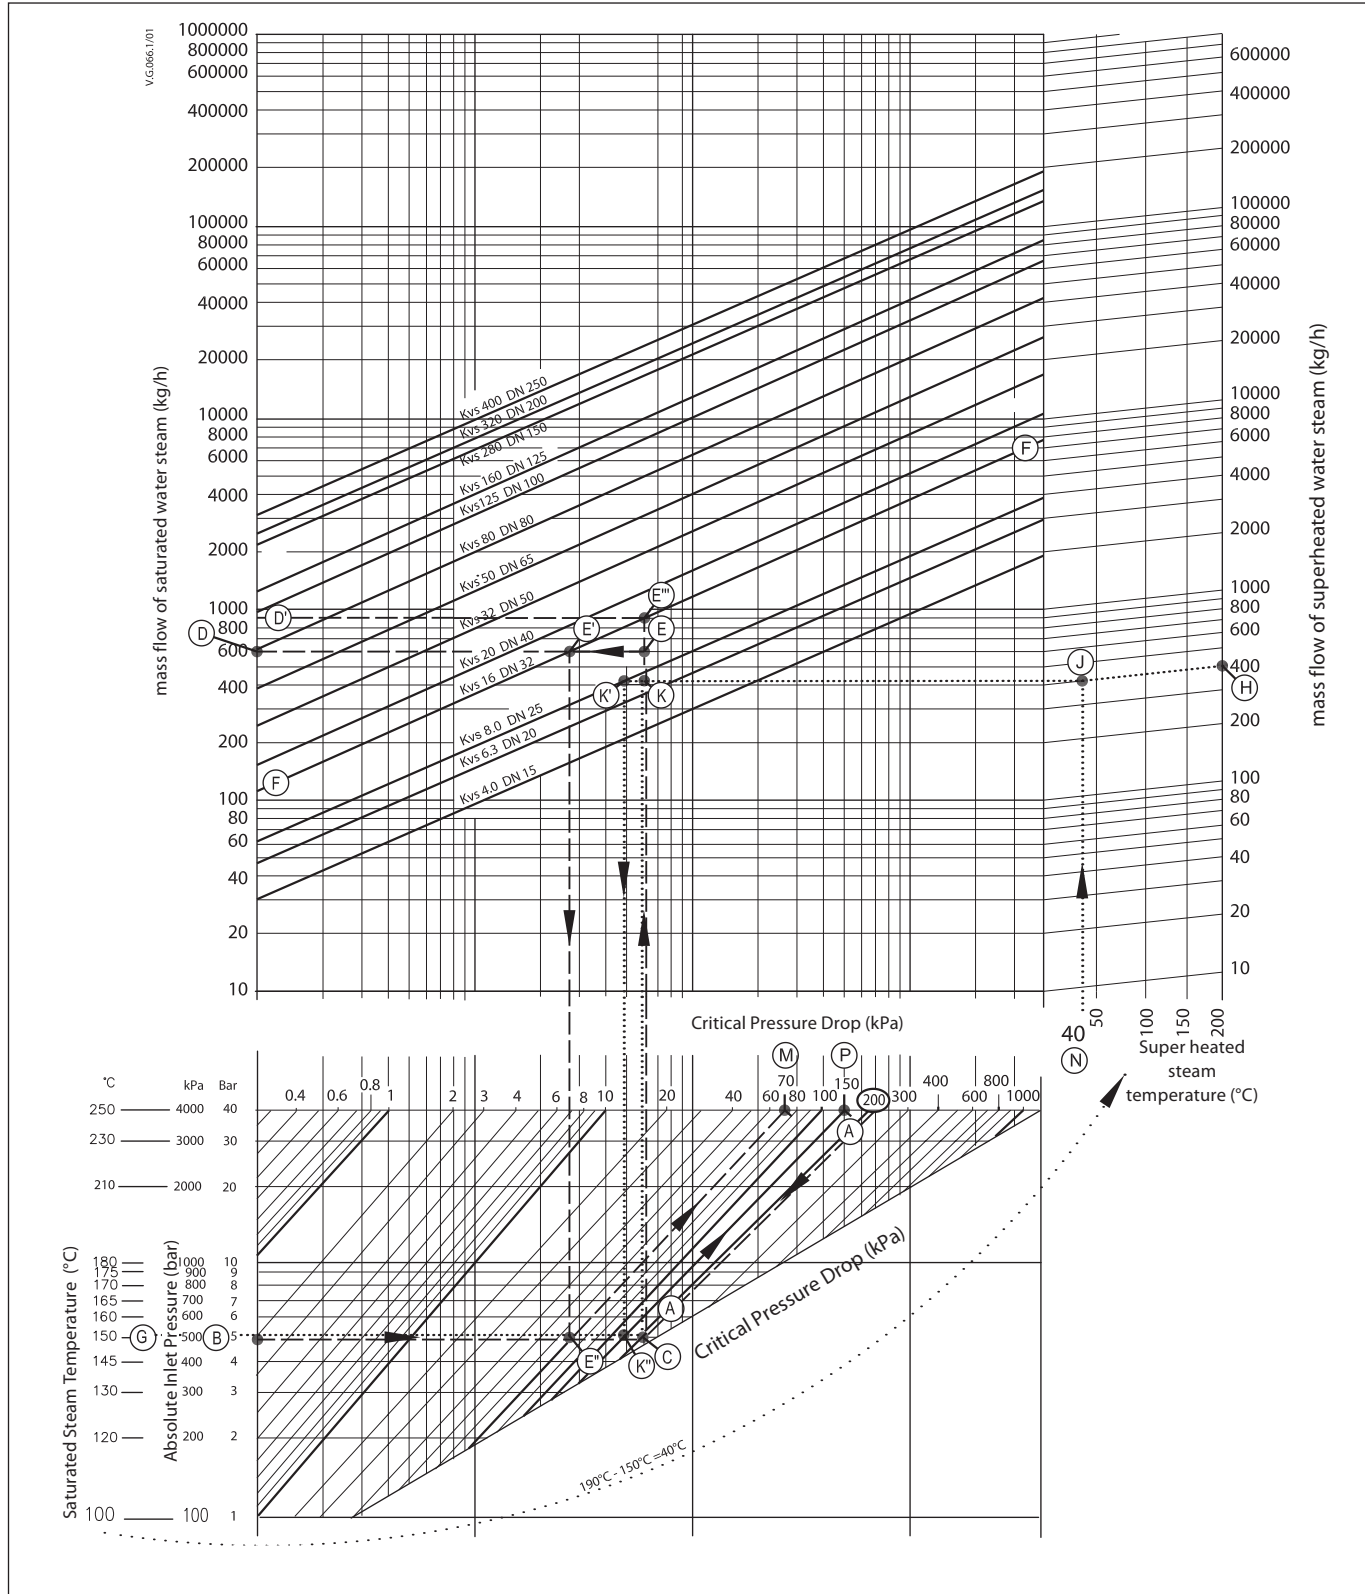 V.G.066.1/01
mass flow of saturated water steam (kg/h)
1000000
800000
600000
400000
200000
100000
80000
60000
40000
20000
10000
8000
6000
4000
2000
1000
800
600
400
200
100
80
60
40
20
10
Kvs 400 DN 250
Kvs 320 DN 200
Kvs 280 DN 150
Kvs 160 DN 125
Kvs125 DN 100
Kvs 80 DN 80
Kvs 50 DN 65
Kvs 32 DN 50
Kvs 20 DN 40
Kvs 16 DN 32
Kvs 8.0 DN 25
Kvs 6.3 DN 20
Kvs 4.0 DN 15
D
D'
E'
E'''
E
F
F
K'
K
J
H
600000
400000
200000
100000
80000
60000
40000
20000
10000
8000
6000
4000
2000
1000
800
600
400
200
100
80
60
40
20
10
mass flow of superheated water steam (kg/h)
40
50
100
150
200
N
Super heated
steam
temperature (°C)
Critical Pressure Drop (kPa)
M
P
0.4
0.6
0.8
1
2
3
4
6
8
10
20
40
60
70
80
100
150
200
300
400
600
800
1000
A
A
°C
kPa
Bar
250
4000
40
230
3000
30
210
2000
20
180
1000
10
175
900
9
170
800
8
165
700
7
160
600
6
G
150
500
B
5
145
400
4
130
300
3
120
200
2
100
100
1
Saturated Steam Temperature (°C)
Absolute Inlet Pressure (bar)
E''
K''
C
Critical Pressure Drop (kPa)
190°C - 150°C =40°C